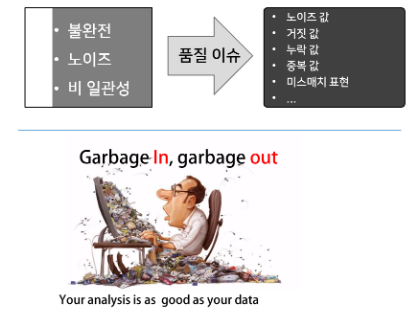 • 불완전
• 노이즈
• 비 일관성
품질 이슈
• 노이즈 값
• 거짓 값
• 누락 값
• 중복 값
• 미스매치 표현
• ...
Garbage In, garbage out
Your analysis is as good as your data